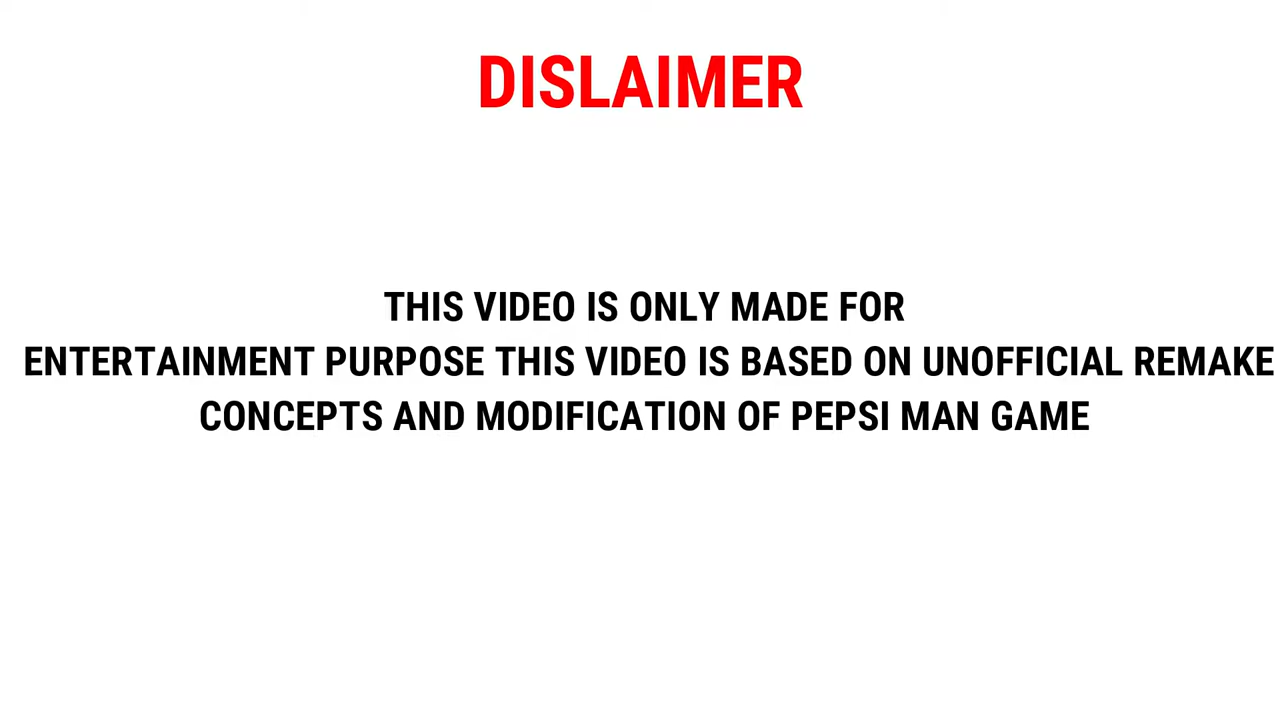 DISLAIMER
THIS VIDEO IS ONLY MADE FOR
ENTERTAINMENT PURPOSE THIS VIDEO IS BASED ON UNOFFICIAL REMAKE
CONCEPTS AND MODIFICATION OF PEPSI MAN GAME